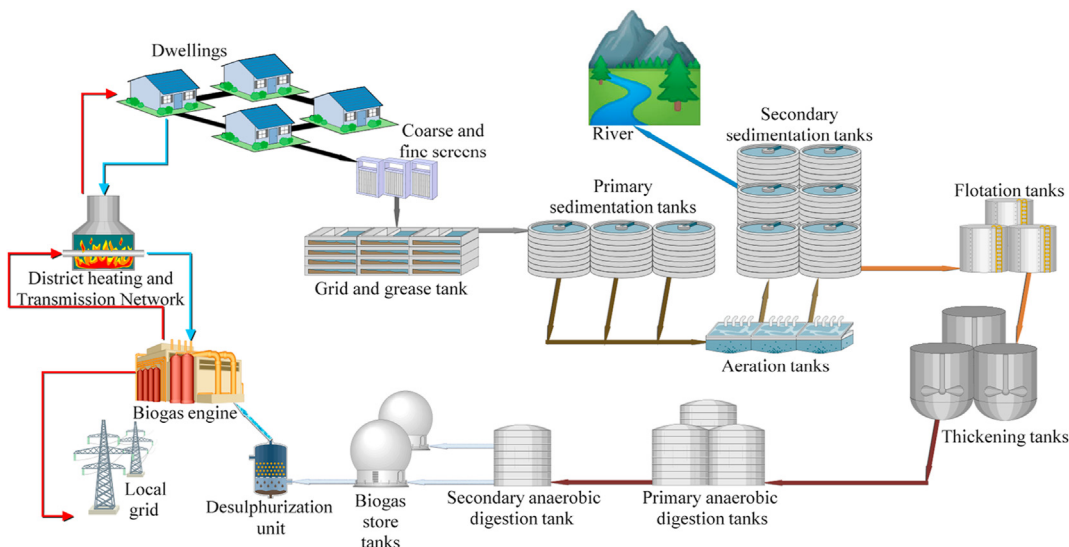 Dwellings
Coarse and
fine screens
River
Secondary
sedimentation tanks
Primary
sedimentation tanks
Flotation tanks
District heating and
Transmission Network
Grid and grease tank
Aeration tanks
Biogas engine
Thickening tanks
Local
grid
Desulphurization
unit
Biogas
store
tanks
Secondary anaerobic
digestion tank
Primary anaerobic
digestion tanks